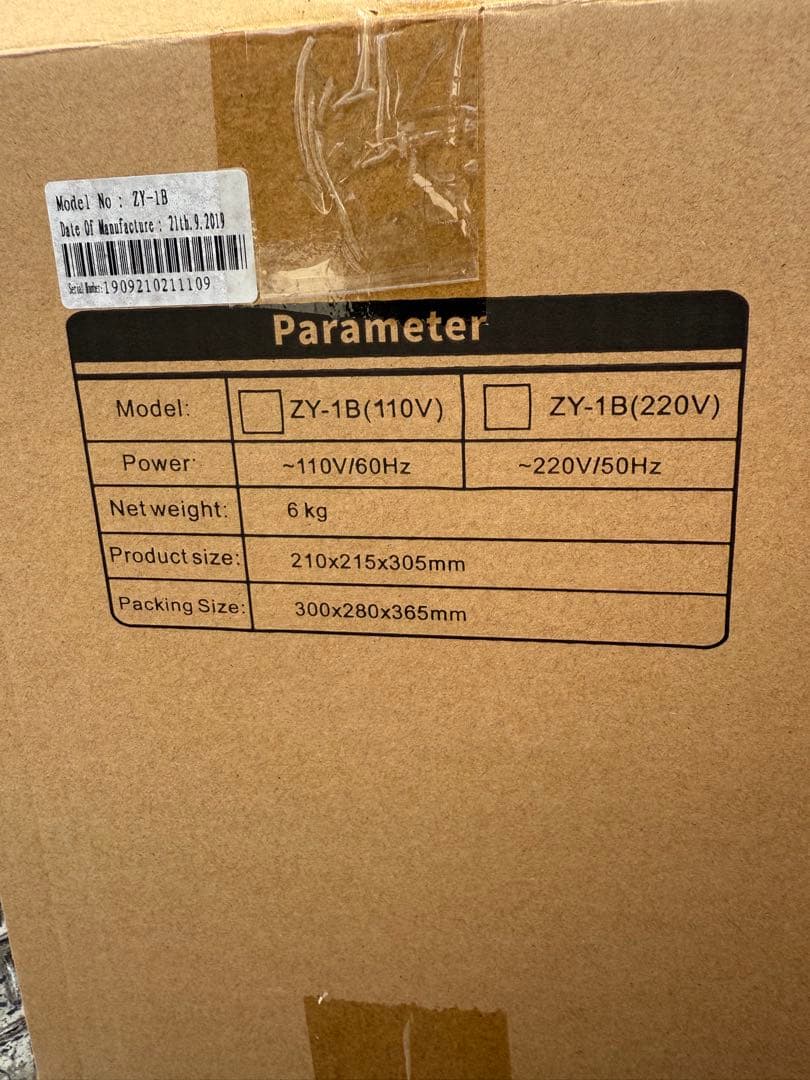 Model No : ZY-1B
Date Of Manufacture : 21th.9.2019
Serial Number:1909210211109
Parameter
Model: ZY-1B(110V) ZY-1B(220V)
Power: ~110V/60Hz ~220V/50Hz
Net weight: 6 kg
Product size: 210x215x305mm
Packing Size: 300x280x365mm